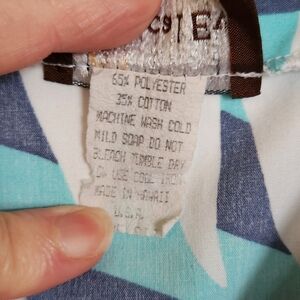 65% POLYESTER
35% COTTON
MACHINE WASH COLD
MILD SOAP DO NOT
BLEACH TUMBLE DRY
USE COOL IRON
MADE IN HAWAII
U.S.A.